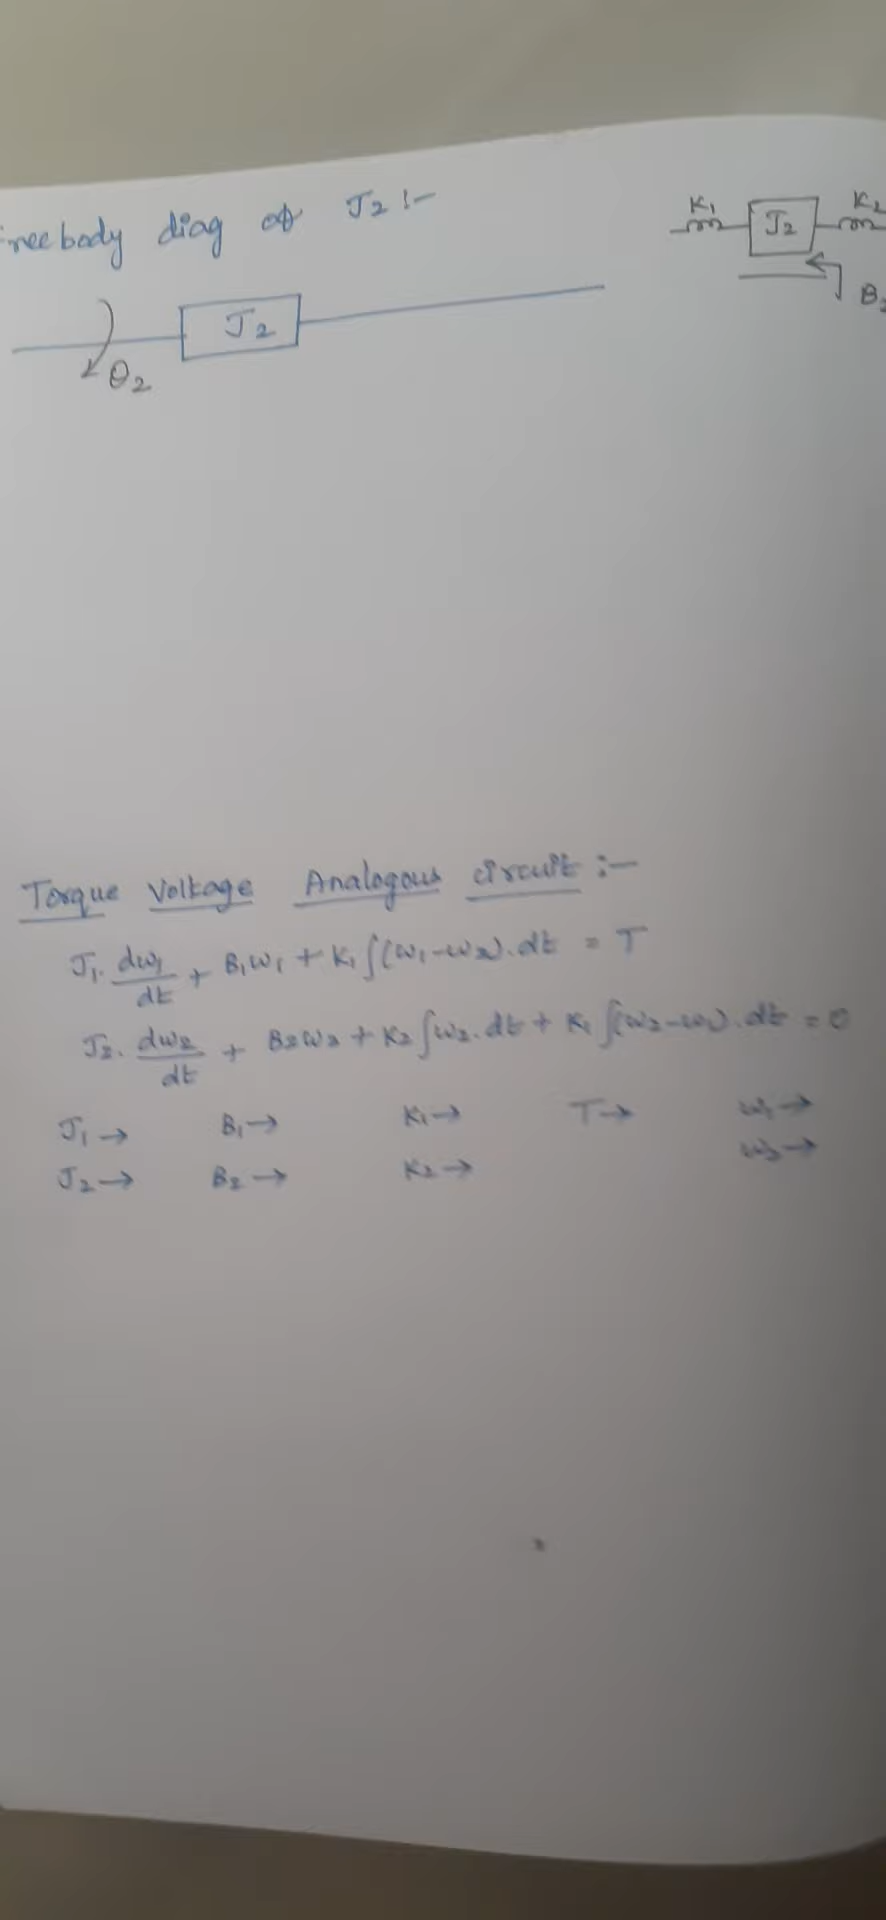 Freebody diag of J₂ :-
K₁ J₂ K₂
B₂
J₂
θ₂
Torque Voltage Analogous circuit :-
J₁. dω₁/dt + B₁ω₁ + K₁ ∫(ω₁-ω₂).dt = T
J₂. dω₂/dt + B₂ω₂ + K₂ ∫ω₂.dt + K₁ ∫(ω₂-ω₁).dt = 0
J₁→ B₁→ K₁→ T→ ω₁→
J₂→ B₂→ K₂→ ω₂→